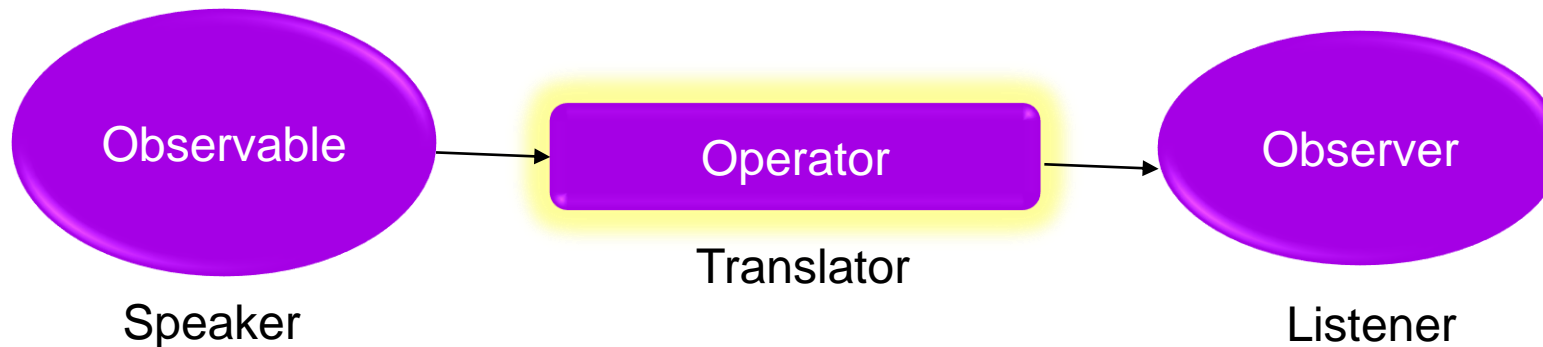 Observable
Operator
Observer
Translator
Speaker
Listener